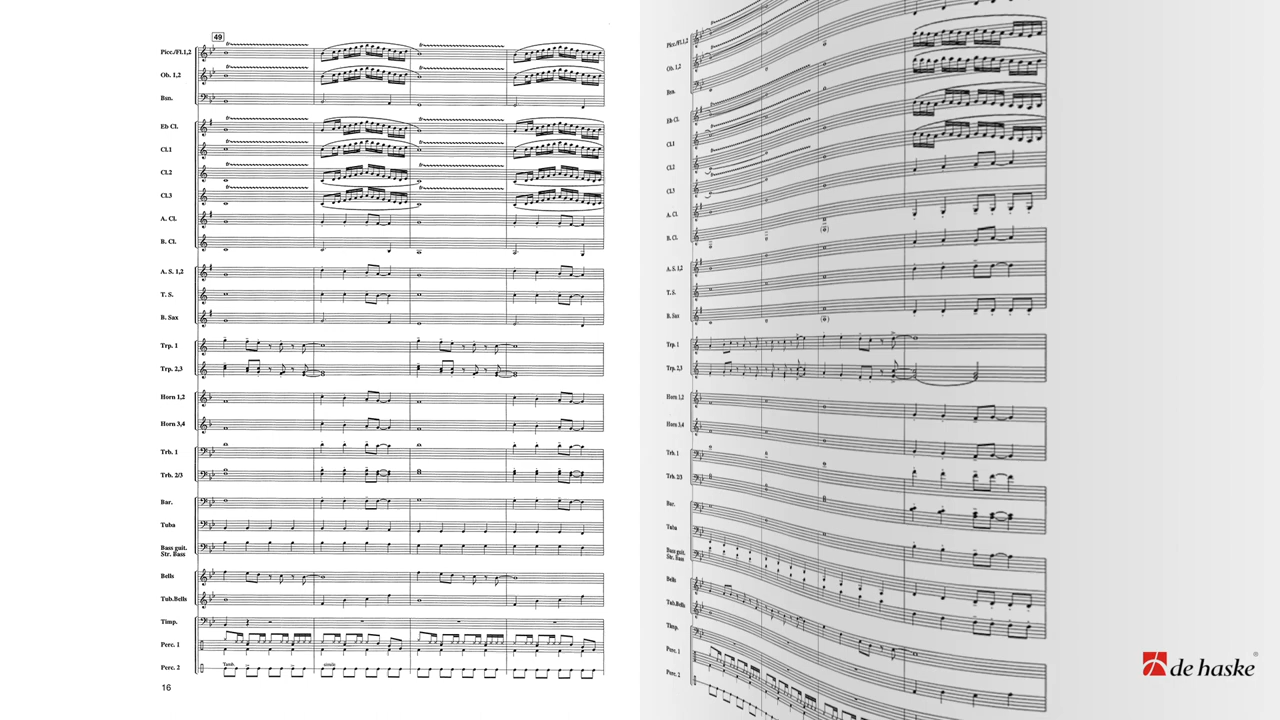 49
Picc./Fl.1,2
Ob. 1,2
Bsn.
Eb Cl.
Cl.1
Cl.2
Cl.3
A. Cl.
B. Cl.
A. S. 1,2
T. S.
B. Sax
Trp. 1
Trp. 2,3
Horn 1,2
Horn 3,4
Trb. 1
Trb. 2/3
Bar.
Tuba
Bass guit.
Str. Bass
Bells
Tub.Bells
Timp.
Perc. 1
Tamb.
simile
Perc. 2
16
Picc./Fl.1,2
Ob. 1,2
Bsn.
Eb Cl.
Cl.1
Cl.2
Cl.3
A. Cl.
B. Cl.
A. S. 1,2
T. S.
B. Sax
Trp. 1
Trp. 2,3
Horn 1,2
Horn 3,4
Trb. 1
Trb. 2/3
Bar.
Tuba
Bass guit.
Str. Bass
Bells
Tub.Bells
Timp.
Perc. 1
Perc. 2
de haske®